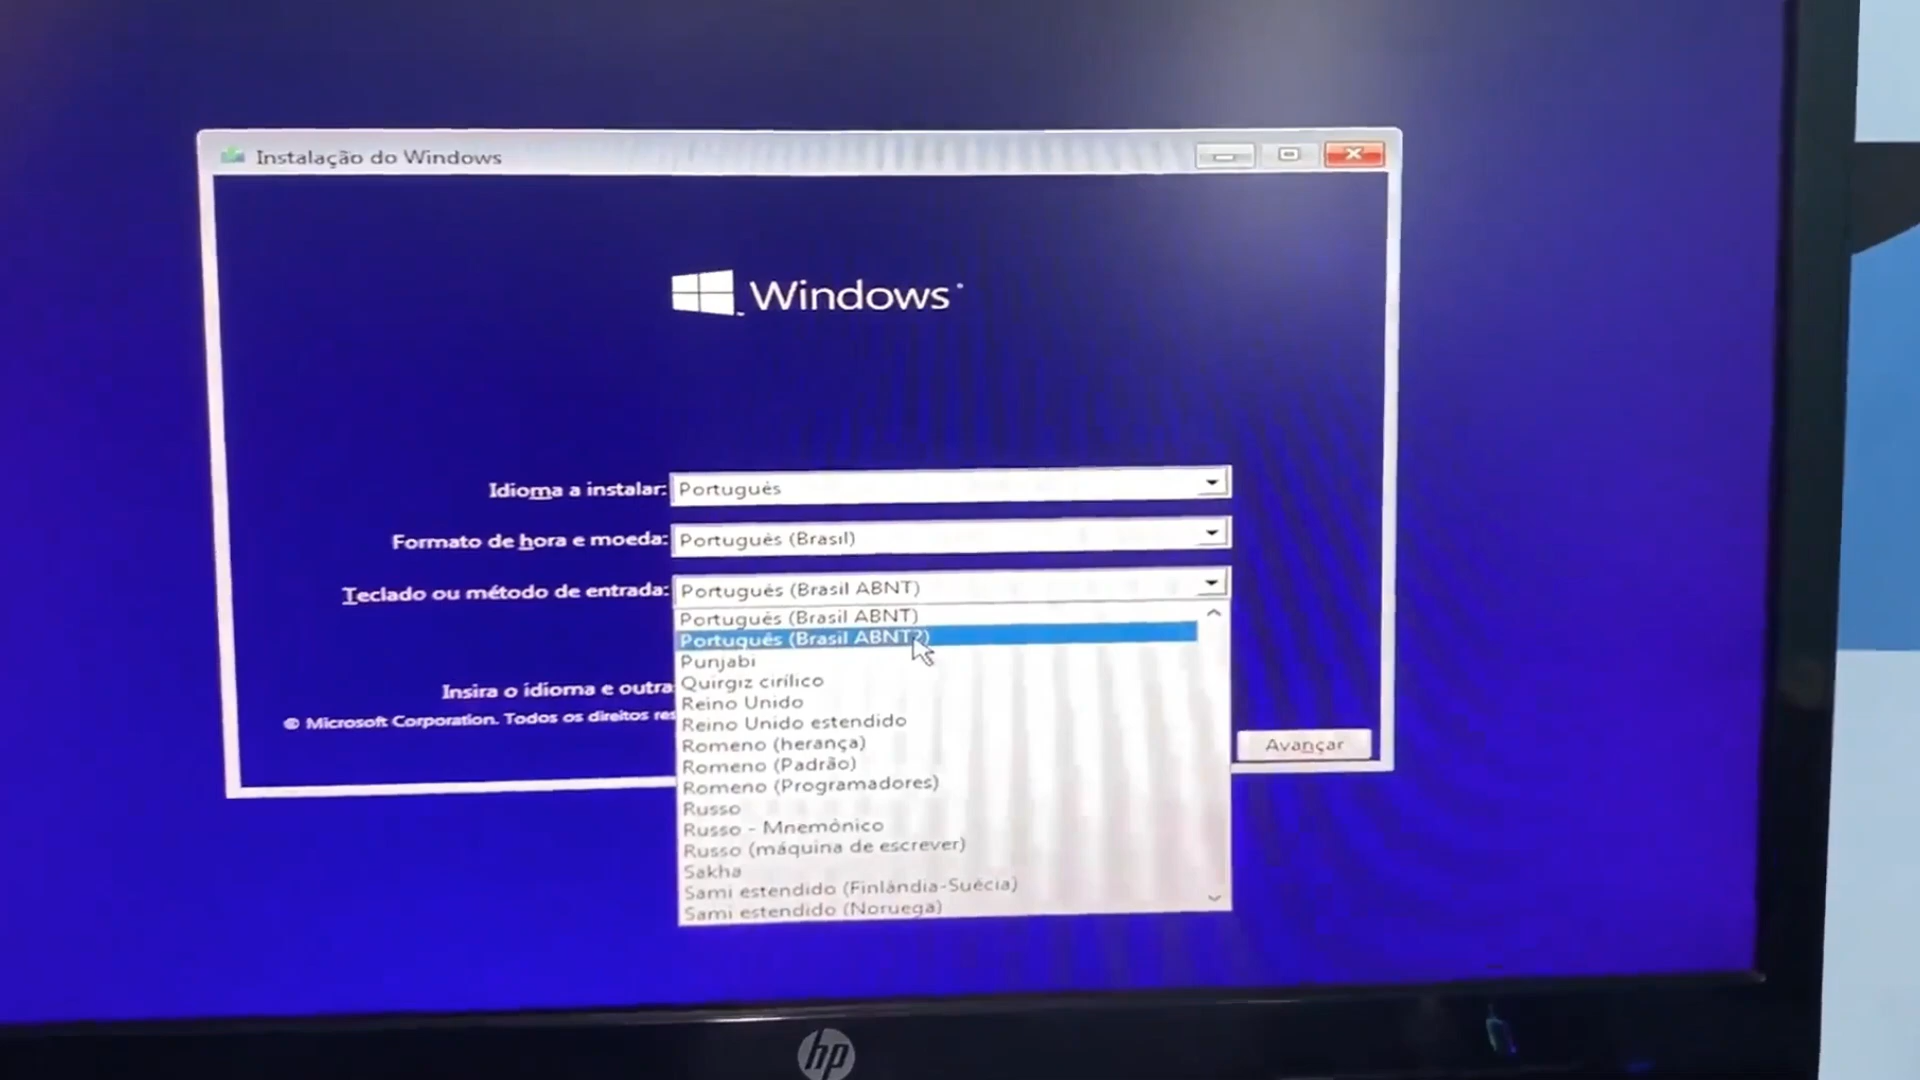 Instalação do Windows
Windows
Idioma a instalar: Português
Formato de hora e moeda: Português (Brasil)
Teclado ou método de entrada: Português (Brasil ABNT)
Português (Brasil ABNT)
Português (Brasil ABNT2)
Punjabi
Quirgiz cirílico
Reino Unido
Insira o idioma e outra
Reino Unido estendido
© Microsoft Corporation. Todos os direitos res
Romeno (herança)
Avançar
Romeno (Padrão)
Romeno (Programadores)
Russo
Russo - Mnemônico
Russo (máquina de escrever)
Sakha
Sami estendido (Finlândia-Suécia)
Sami estendido (Noruega)
hp